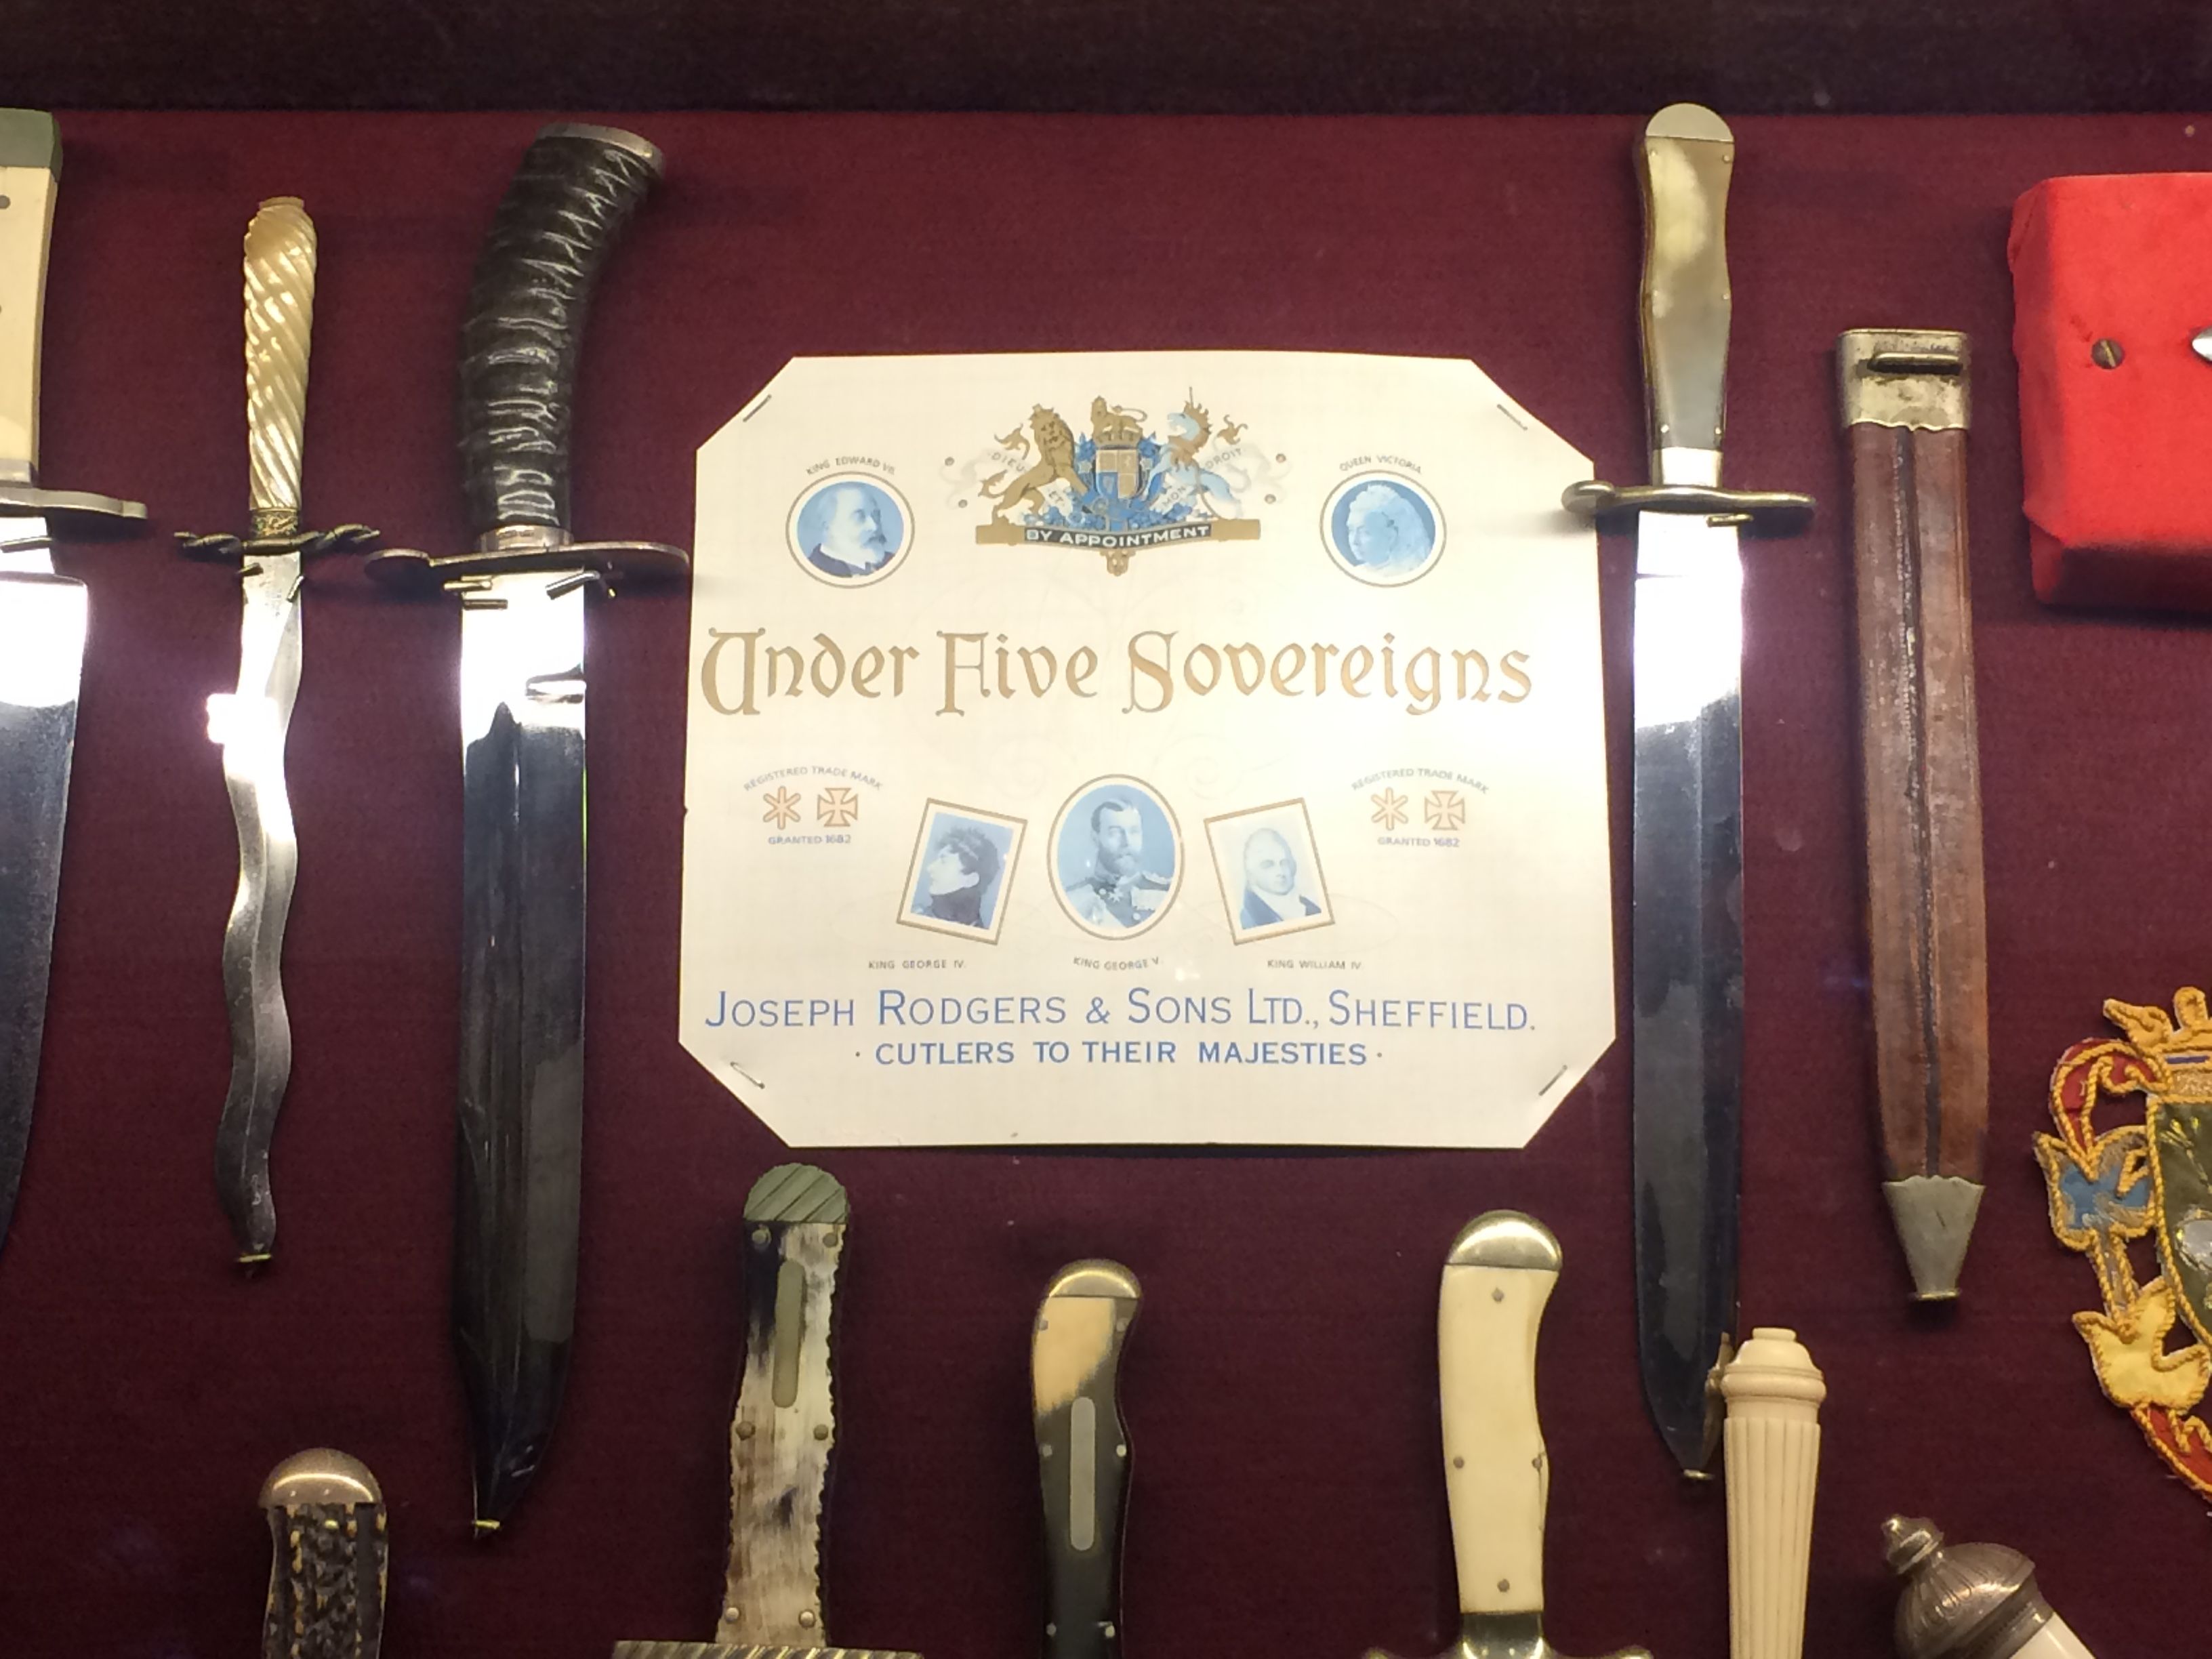 KING EDWARD VII.
DIEU ET MON DROIT
QUEEN VICTORIA.
BY APPOINTMENT
Under Five Sovereigns
REGISTERED TRADE MARK
GRANTED 1682
REGISTERED TRADE MARK
GRANTED 1682
KING GEORGE IV.
KING GEORGE V.
KING WILLIAM IV.
JOSEPH RODGERS & SONS LTD., SHEFFIELD.
· CUTLERS TO THEIR MAJESTIES ·